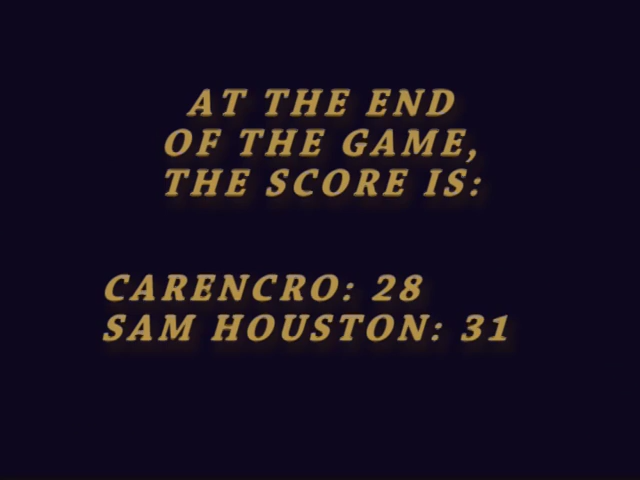 AT THE END
OF THE GAME,
THE SCORE IS:
CARENCRO: 28
SAM HOUSTON: 31